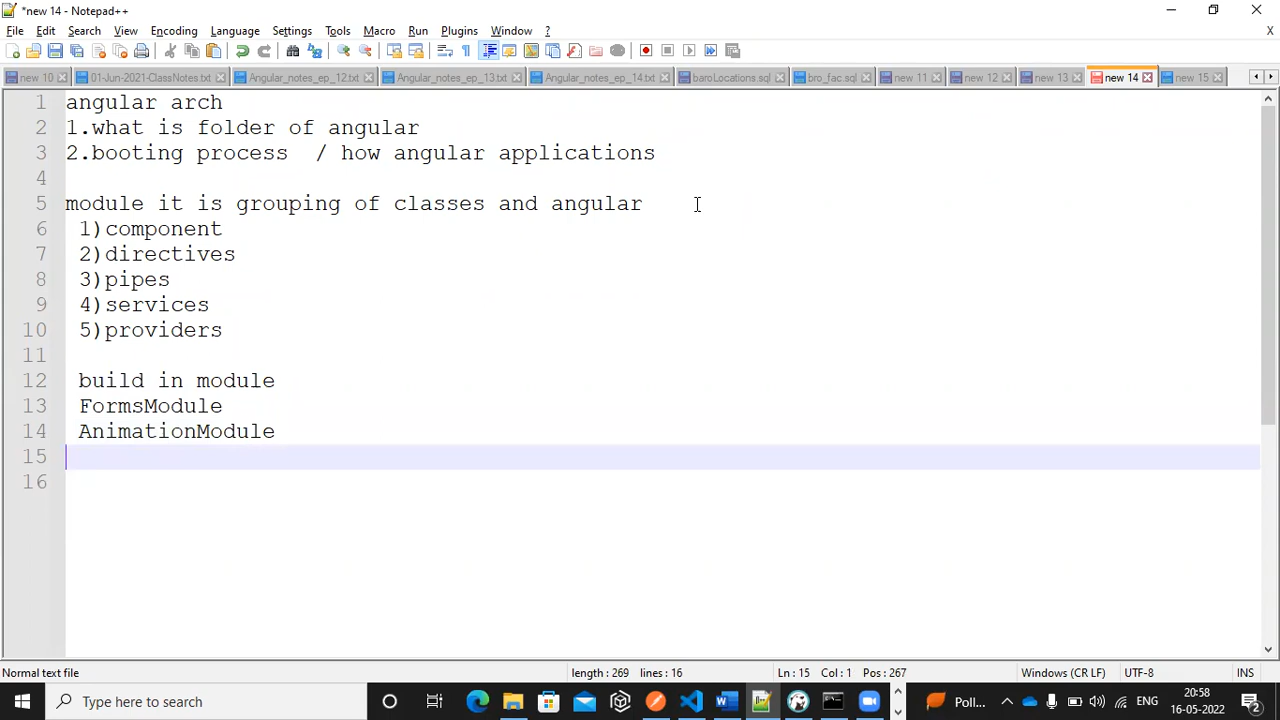 *new 14 - Notepad++
File Edit Search View Encoding Language Settings Tools Macro Run Plugins Window ? X
new 10 01-Jun-2021-ClassNotes.txt Angular_notes_ep_12.txt Angular_notes_ep_13.txt Angular_notes_ep_14.txt baseLocations.sql bro_fac.sql new 11 new 12 new 13 new 14 new 15
1 angular arch
2 1.what is folder of angular
3 2.booting process / how angular applications
4
5 module it is grouping of classes and angular
6 1)component
7 2)directives
8 3)pipes
9 4)services
10 5)providers
11
12 build in module
13 FormsModule
14 AnimationModule
15
16
Normal text file length : 269 lines : 16 Ln : 15 Col : 1 Pos : 267 Windows (CR LF) UTF-8 INS
Type here to search Poll... ENG 20:58 16-05-2022 2